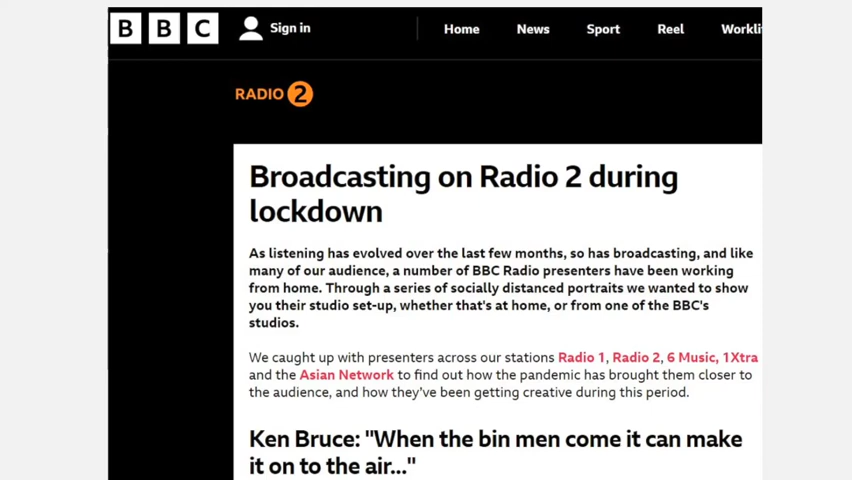 BBC Sign in Home News Sport Reel
RADIO 2
Broadcasting on Radio 2 during
lockdown
As listening has evolved over the last few months, so has broadcasting, and like
many of our audience, a number of BBC Radio presenters have been working
from home. Through a series of socially distanced portraits we wanted to show
you their studio set-up, whether that's at home, or from one of the BBC's
studios.
We caught up with presenters across our stations Radio 1, Radio 2, 6 Music, 1Xtra
and the Asian Network to find out how the pandemic has brought them closer to
the audience, and how they've been getting creative during this period.
Ken Bruce: "When the bin men come it can make
it on to the air..."